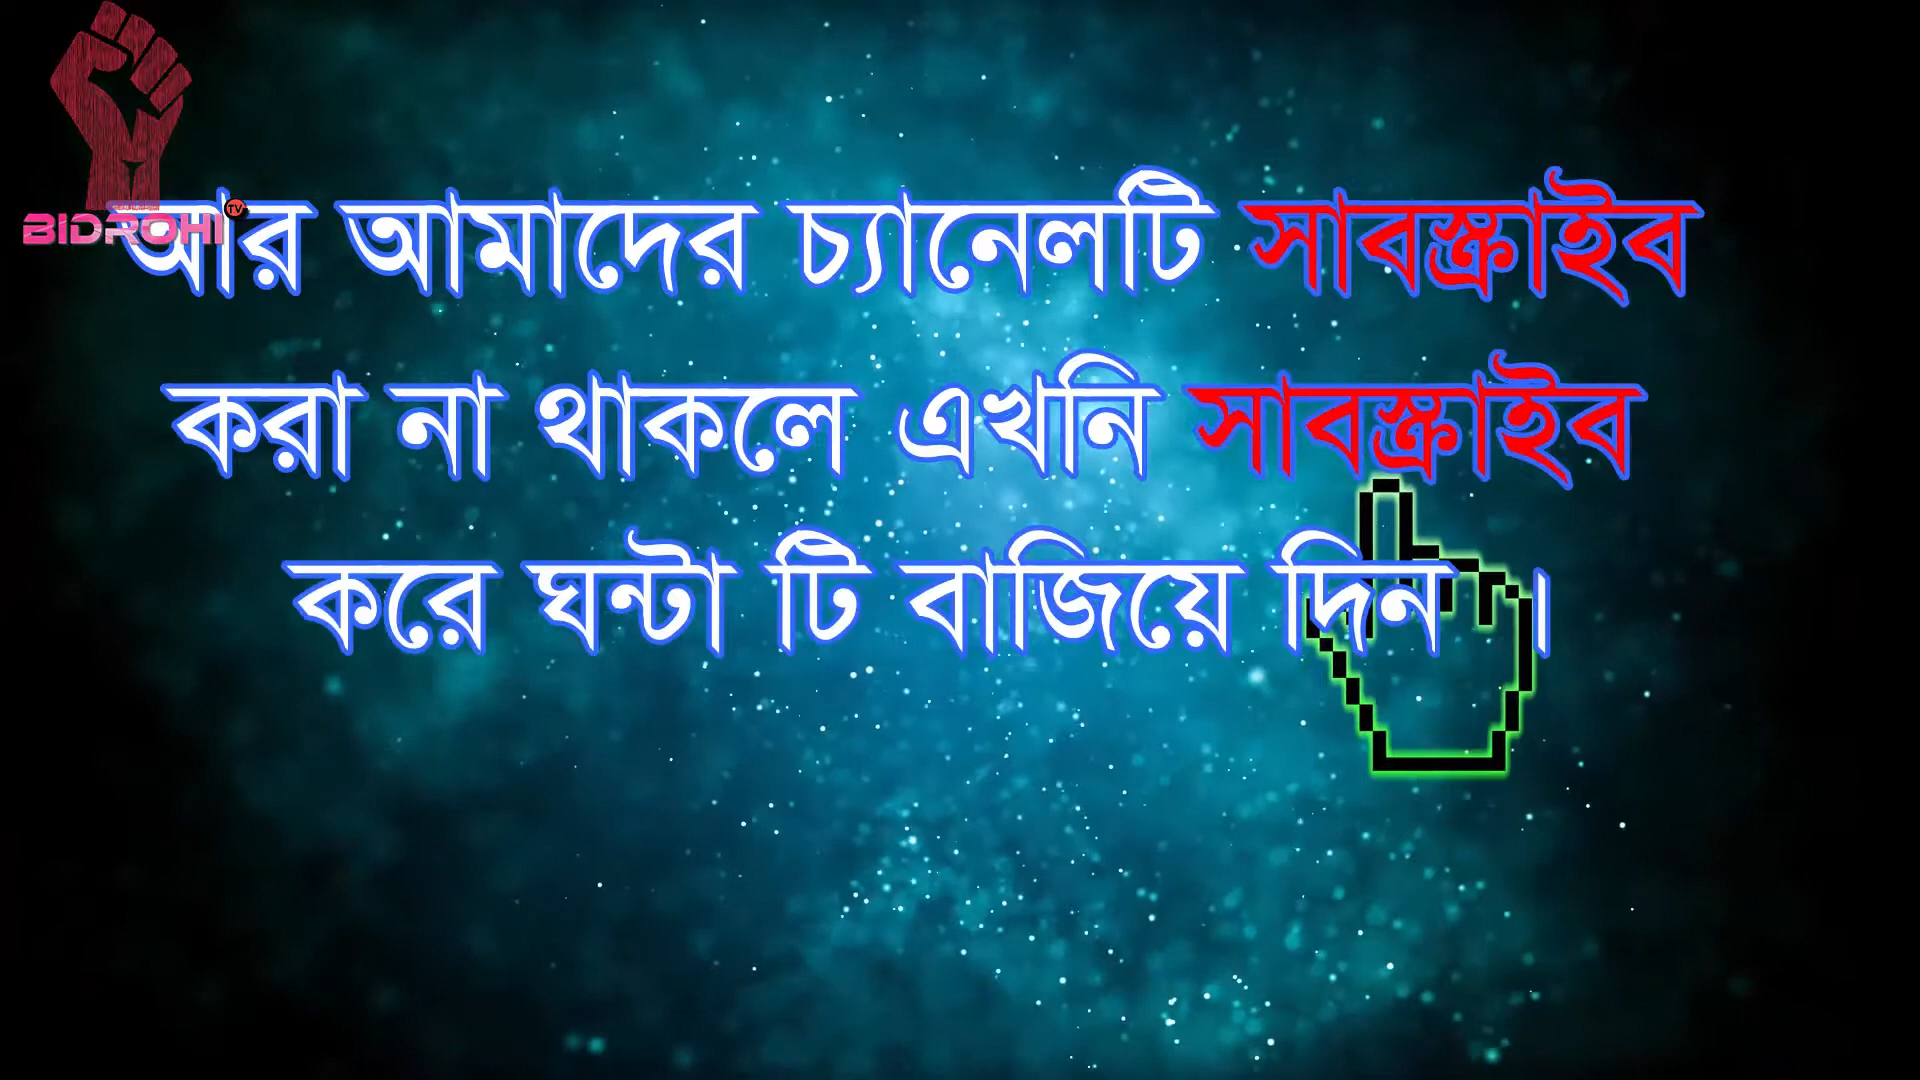 BIDROHI TV
আর আমাদের চ্যানেলটি সাবস্ক্রাইব
করা না থাকলে এখনি সাবস্ক্রাইব
করে ঘন্টা টি বাজিয়ে দিন ।